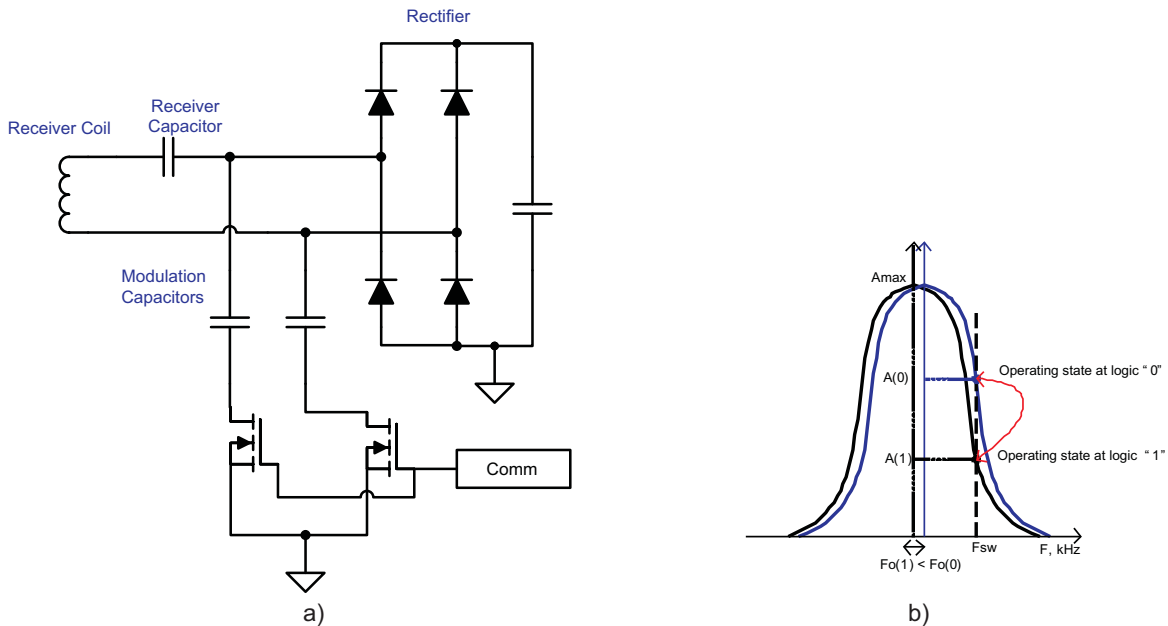 Rectifier
Receiver
Capacitor
Receiver Coil
Modulation
Capacitors
Comm
a)
Amax
A(0)
Operating state at logic “ 0”
A(1)
Operating state at logic “ 1”
Fsw
F, kHz
Fo(1) < Fo(0)
b)